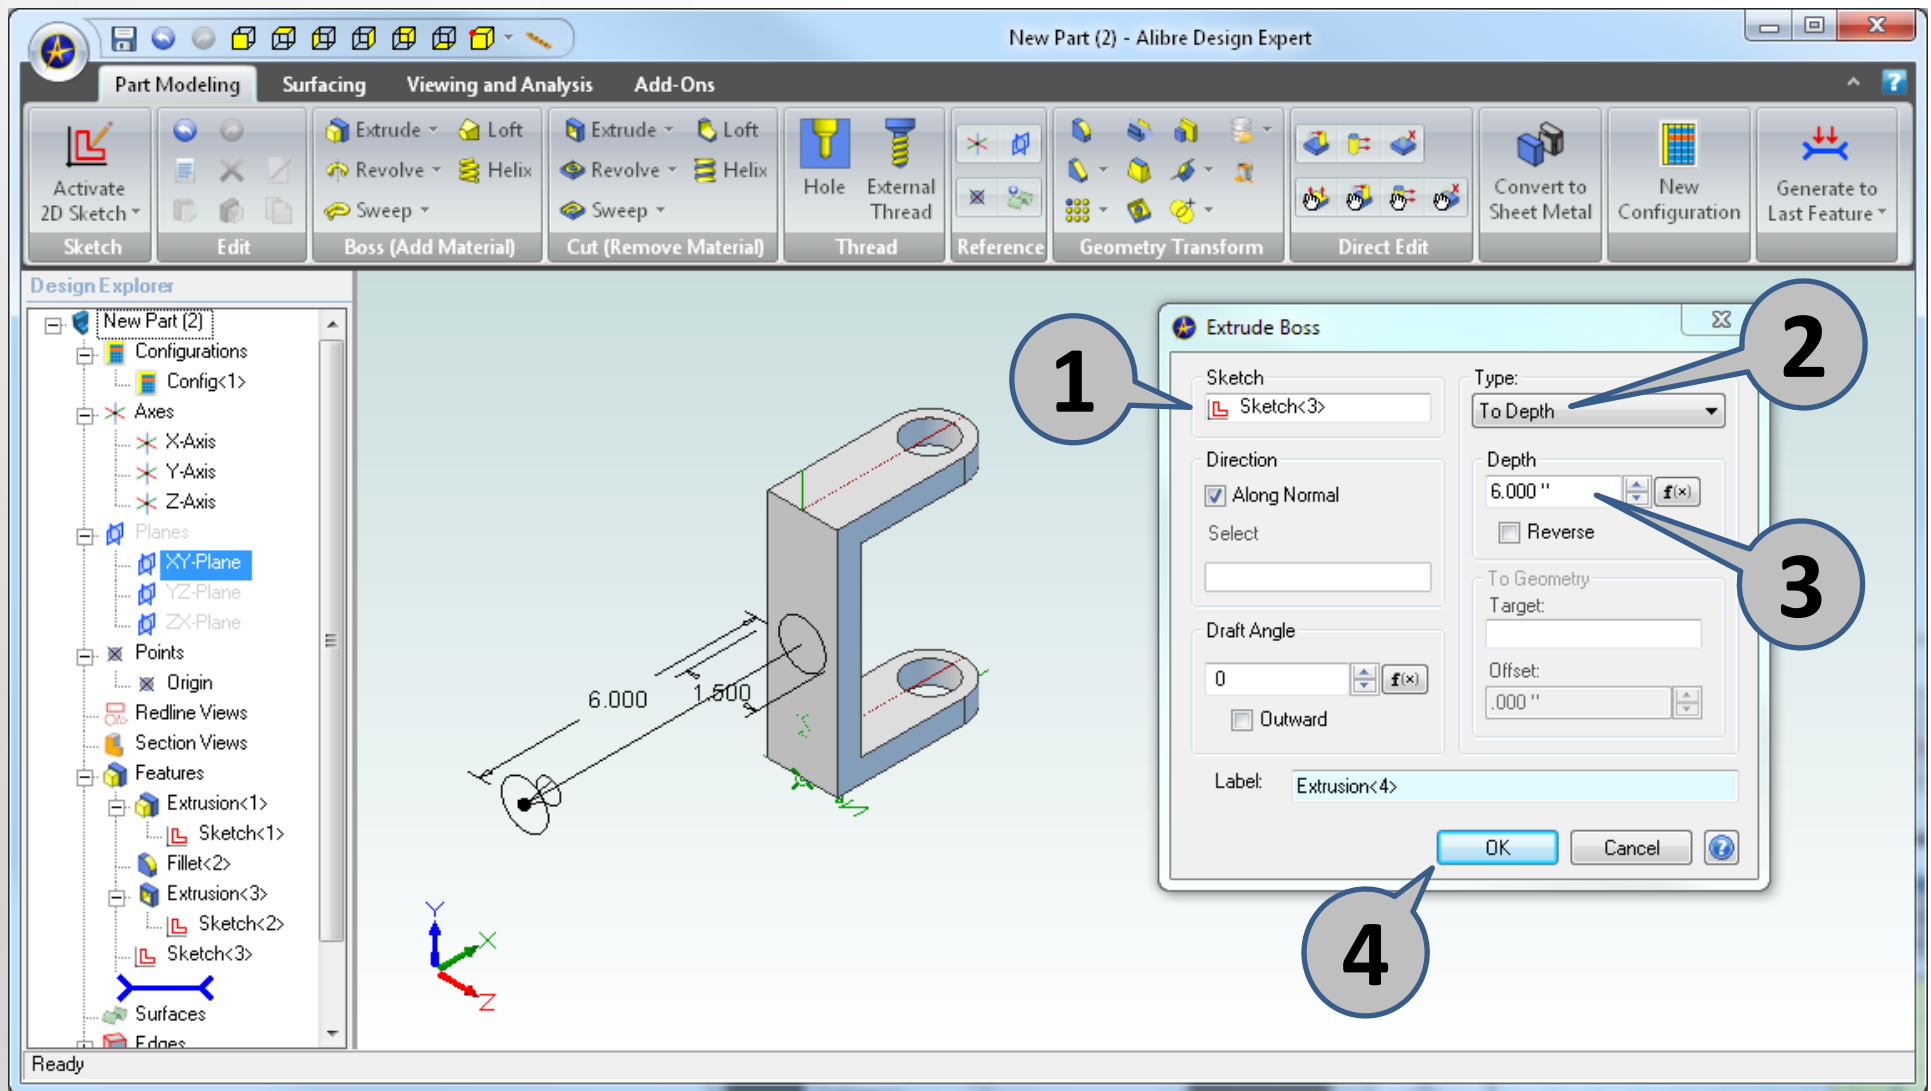 New Part (2) - Alibre Design Expert
Part Modeling Surfacing Viewing and Analysis Add-Ons
Activate
2D Sketch
Sketch
Edit
Extrude Loft
Revolve Helix
Sweep
Boss (Add Material)
Extrude Loft
Revolve Helix
Sweep
Cut (Remove Material)
Hole
External
Thread
Thread
Reference
Geometry Transform
Direct Edit
Convert to
Sheet Metal
New
Configuration
Generate to
Last Feature
Design Explorer
New Part (2)
Configurations
Config<1>
Axes
X-Axis
Y-Axis
Z-Axis
Planes
XY-Plane
YZ-Plane
ZX-Plane
Points
Origin
Redline Views
Section Views
Features
Extrusion<1>
Sketch<1>
Fillet<2>
Extrusion<3>
Sketch<2>
Sketch<3>
Surfaces
Edges
Ready
6.000
1.500
Y
X
Z
Extrude Boss
Sketch
Sketch<3>
Type:
To Depth
Direction
Along Normal
Select
Depth
6.000 "
f(x)
Reverse
To Geometry
Target:
Offset:
.000 "
Draft Angle
0
f(x)
Outward
Label: Extrusion<4>
OK Cancel
1
2
3
4